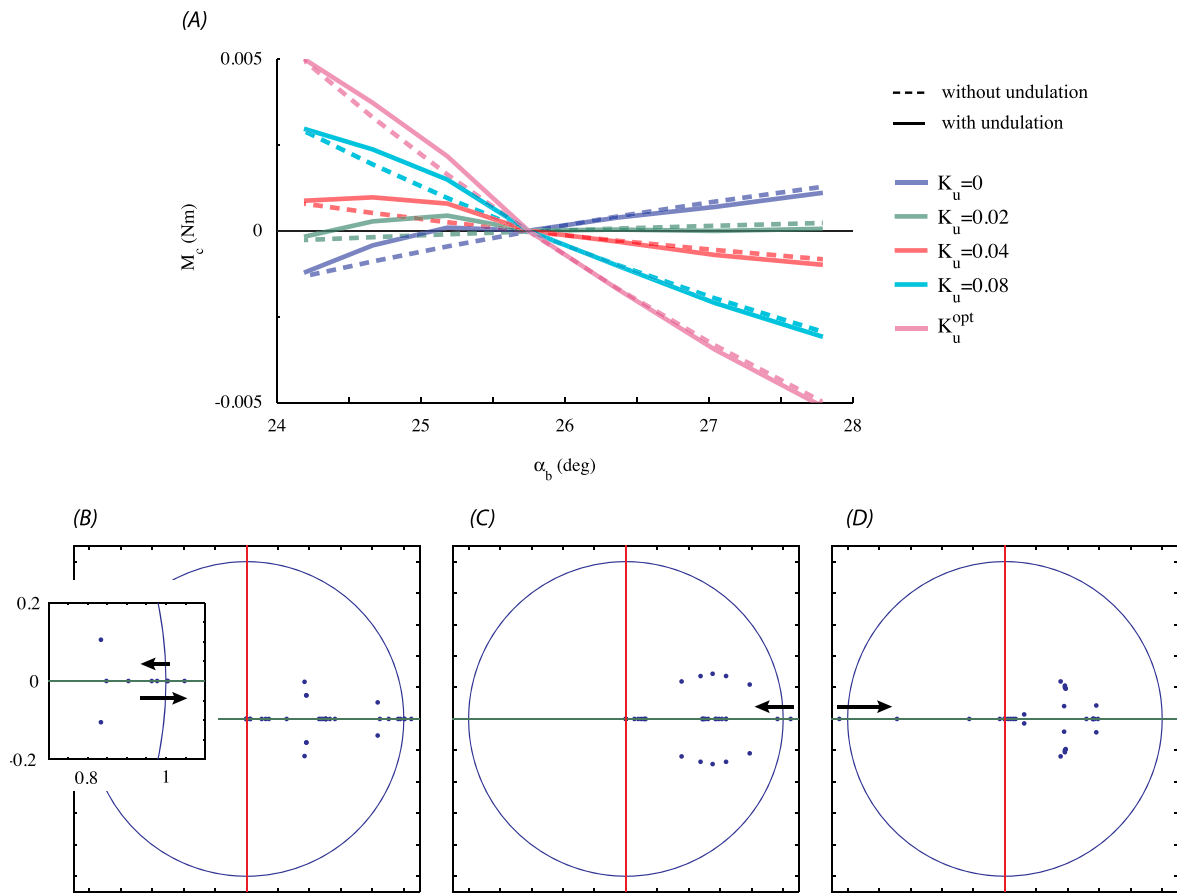 (A)
0.005
0
-0.005
M_c (Nm)
24
25
26
27
28
α_b (deg)
without undulation
with undulation
K_u=0
K_u=0.02
K_u=0.04
K_u=0.08
K_u^opt
(B)
(C)
(D)
0.2
0
-0.2
0.8
1